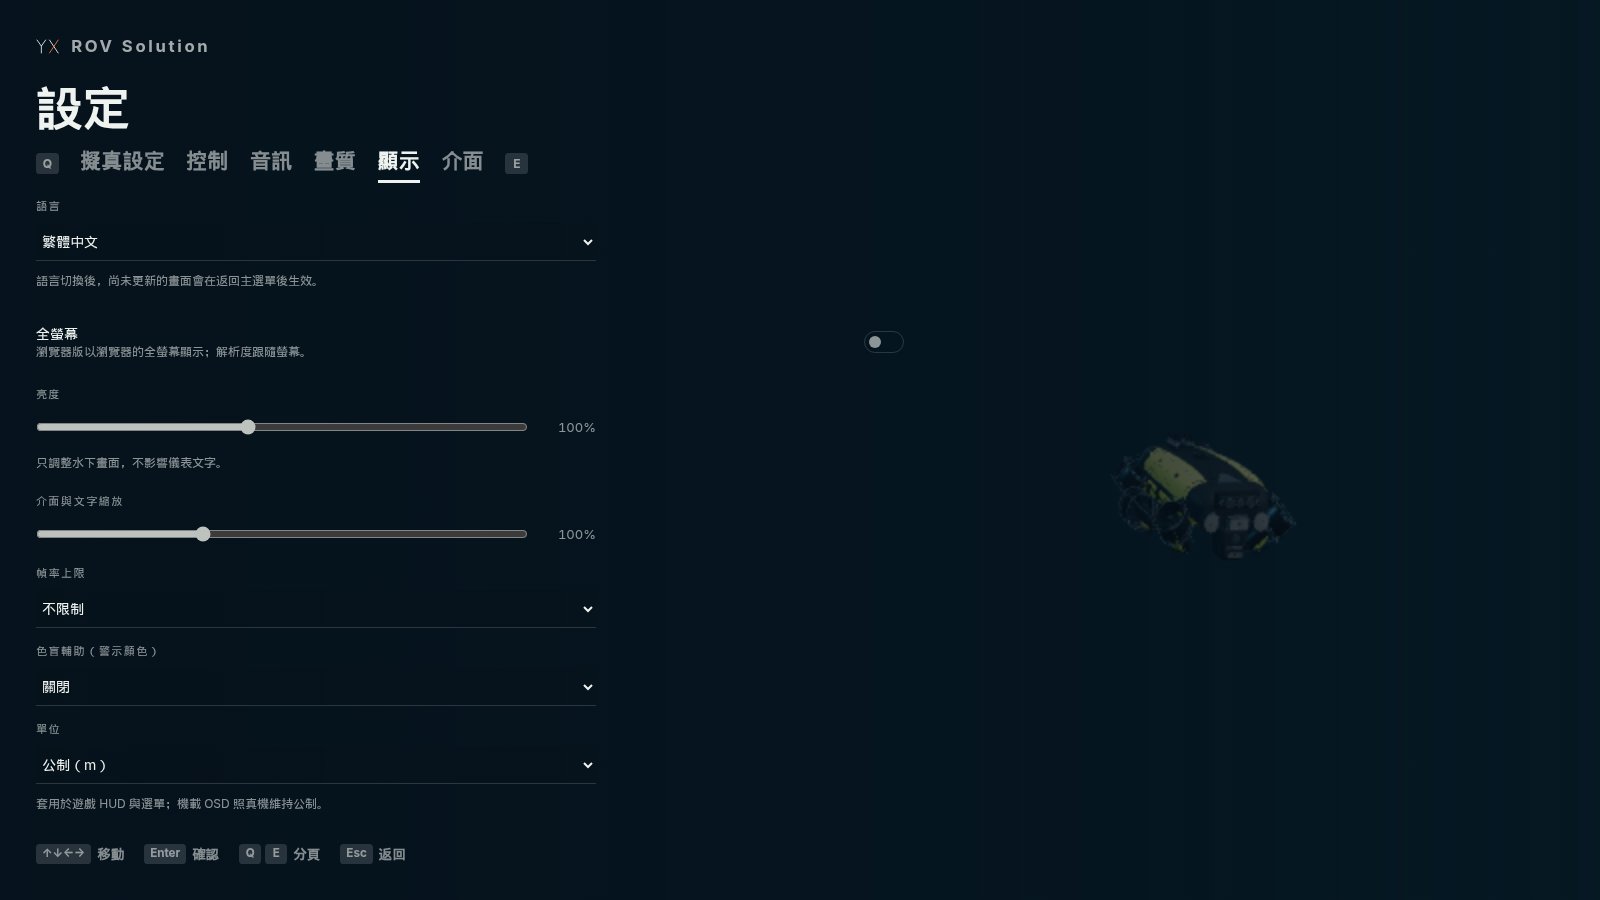 YX ROV Solution
設定
Q 擬真設定 控制 音訊 畫質 顯示 介面 E
語言
繁體中文
語言切換後，尚未更新的畫面會在返回主選單後生效。
全螢幕
瀏覽器版以瀏覽器的全螢幕顯示；解析度跟隨螢幕。
亮度
100%
只調整水下畫面，不影響儀表文字。
介面與文字縮放
100%
幀率上限
不限制
色盲輔助（警示顏色）
關閉
單位
公制（m）
套用於遊戲 HUD 與選單；機載 OSD 照真機維持公制。
↑↓←→ 移動 Enter 確認 Q E 分頁 Esc 返回